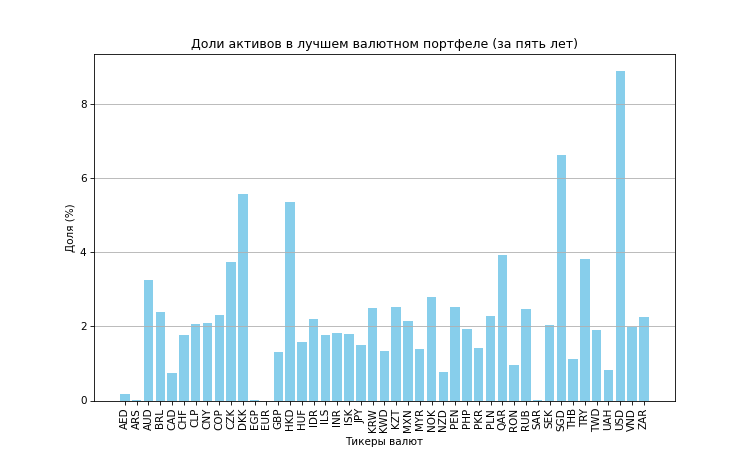 Доли активов в лучшем валютном портфеле (за пять лет)
Доля (%)
8
6
4
2
0
AED ARS AUD BRL CAD CHF CLP CNY COP CZK DKK EGP EUR GBP HKD HUF IDR ILS INR ISK JPY KRW KWD KZT MXN MYR NOK NZD PEN PHP PKR PLN QAR RON RUB SAR SEK SGD THB TRY TWD UAH USD VND ZAR
Тикеры валют